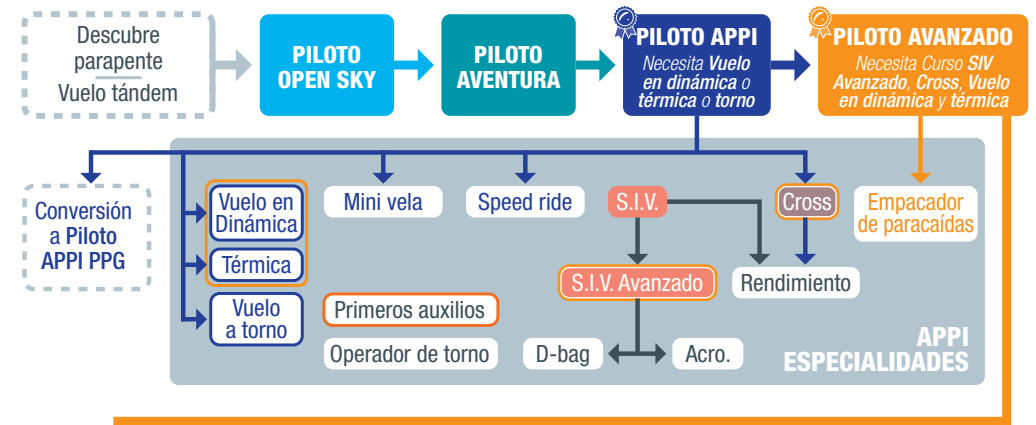 Descubre
parapente
Vuelo tándem
PILOTO
OPEN SKY
PILOTO
AVENTURA
PILOTO APPI
Necesita Vuelo
en dinámica o
térmica o torno
PILOTO AVANZADO
Necesita Curso SIV
Avanzado, Cross, Vuelo
en dinámica y térmica
Conversión
a Piloto
APPI PPG
Vuelo en
Dinámica
Térmica
Vuelo
a torno
Mini vela
Speed ride
S.I.V.
Cross
Empacador
de paracaídas
S.I.V. Avanzado
Rendimiento
Primeros auxilios
Operador de torno
D-bag
Acro.
APPI
ESPECIALIDADES